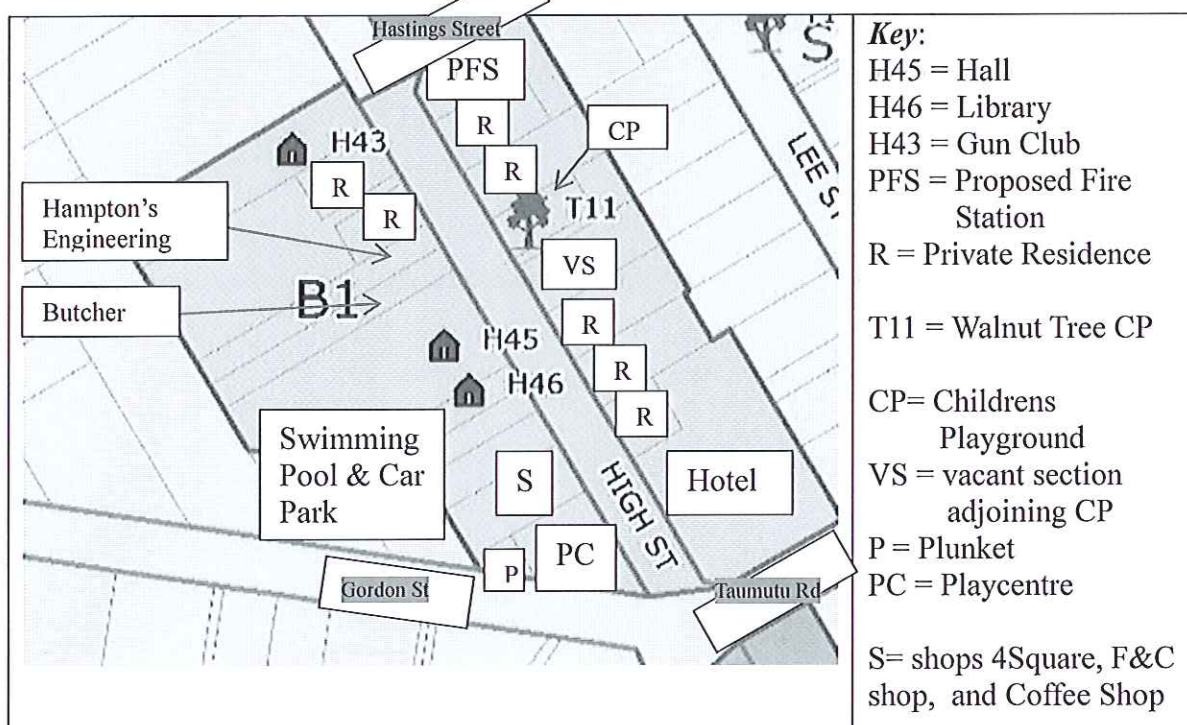 Hastings Street
PFS
S
R
CP
R
LEE ST
H43
R
R
T11
Hampton's
Engineering
VS
B1
Butcher
R
H45
R
H46
R
Swimming
Pool & Car
Park
S
HIGH ST
Hotel
PC
P
Gordon St
Taumutu Rd
Key:
H45 = Hall
H46 = Library
H43 = Gun Club
PFS = Proposed Fire
Station
R = Private Residence
T11 = Walnut Tree CP
CP= Childrens
Playground
VS = vacant section
adjoining CP
P = Plunket
PC = Playcentre
S= shops 4Square, F&C
shop, and Coffee Shop